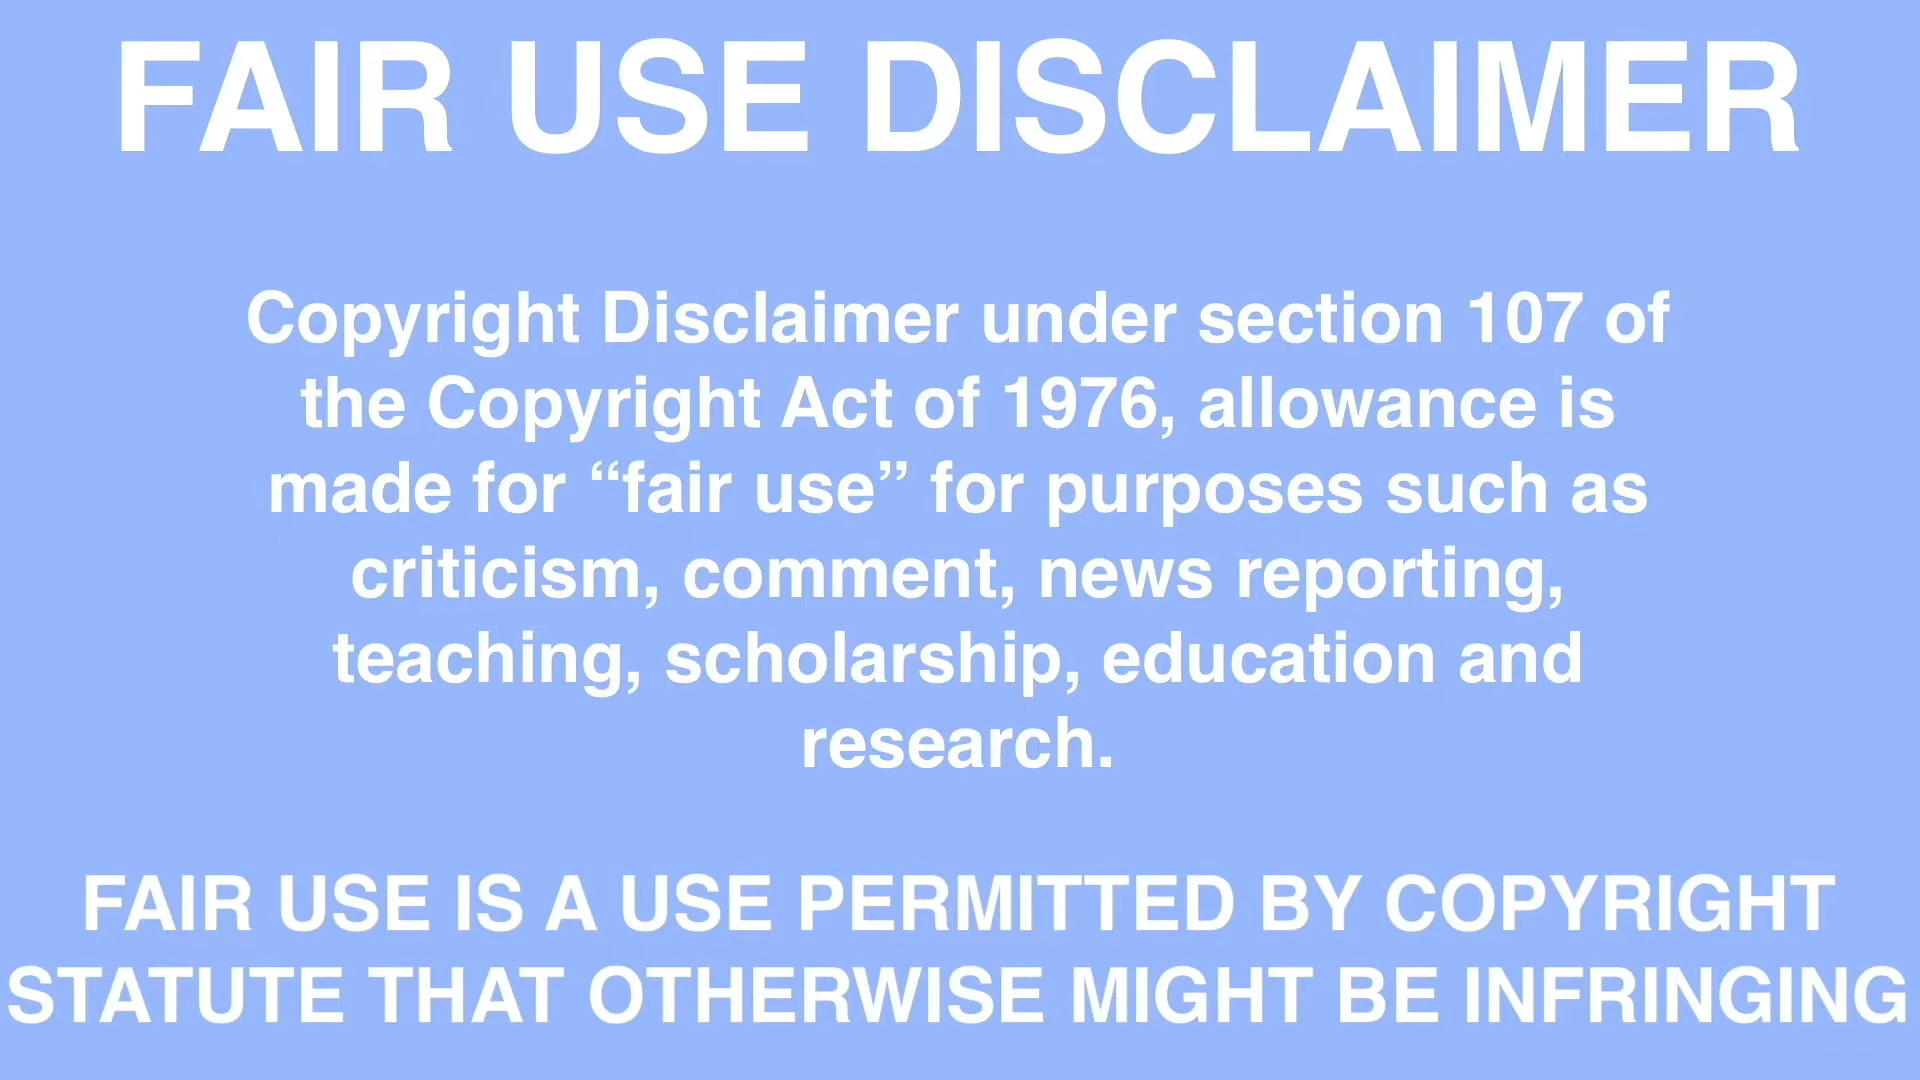 FAIR USE DISCLAIMER
Copyright Disclaimer under section 107 of
the Copyright Act of 1976, allowance is
made for “fair use” for purposes such as
criticism, comment, news reporting,
teaching, scholarship, education and
research.
FAIR USE IS A USE PERMITTED BY COPYRIGHT
STATUTE THAT OTHERWISE MIGHT BE INFRINGING